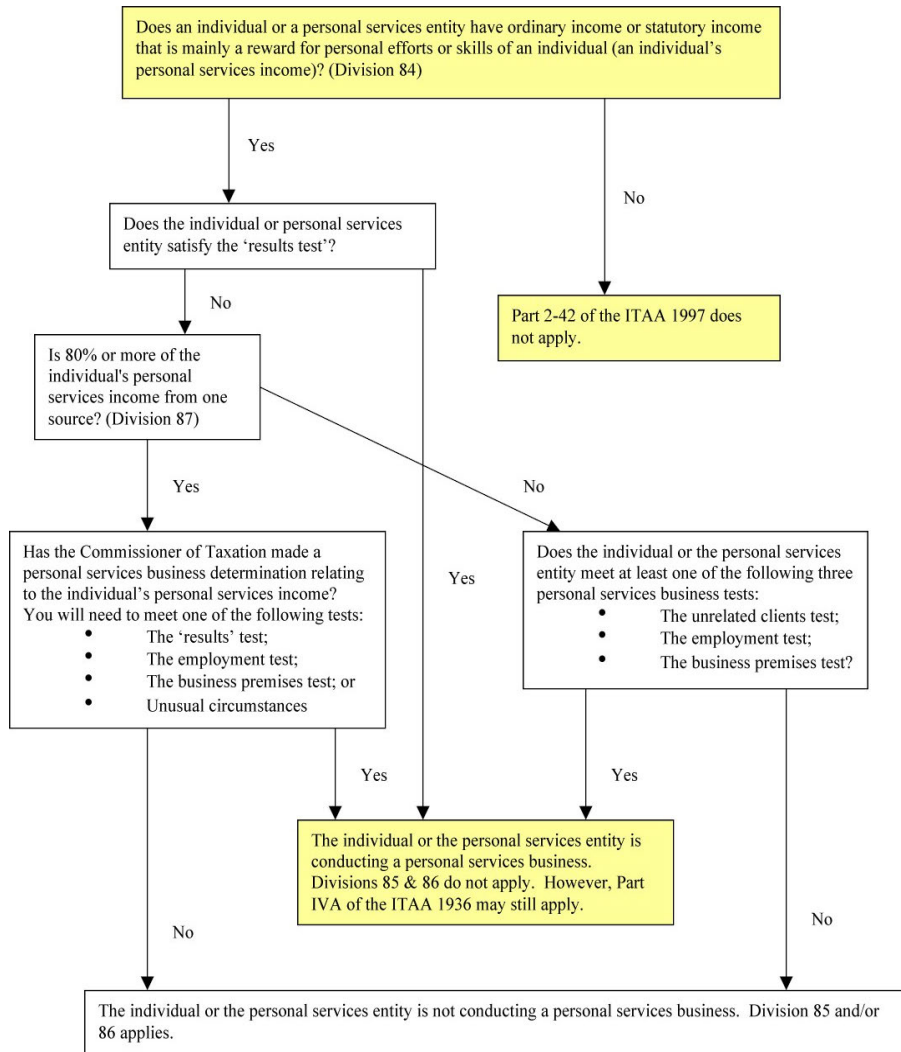 Does an individual or a personal services entity have ordinary income or statutory income
that is mainly a reward for personal efforts or skills of an individual (an individual’s
personal services income)? (Division 84)
Yes
No
Does the individual or personal services
entity satisfy the ‘results test’?
No
Part 2-42 of the ITAA 1997 does
not apply.
Is 80% or more of the
individual's personal
services income from one
source? (Division 87)
Yes
No
Has the Commissioner of Taxation made a
personal services business determination relating
to the individual’s personal services income?
You will need to meet one of the following tests:
• The ‘results’ test;
• The employment test;
• The business premises test; or
• Unusual circumstances
Yes
Does the individual or the personal services
entity meet at least one of the following three
personal services business tests:
• The unrelated clients test;
• The employment test;
• The business premises test?
Yes
Yes
The individual or the personal services entity is
conducting a personal services business.
Divisions 85 & 86 do not apply.  However, Part
IVA of the ITAA 1936 may still apply.
No
No
The individual or the personal services entity is not conducting a personal services business.  Division 85 and/or
86 applies.